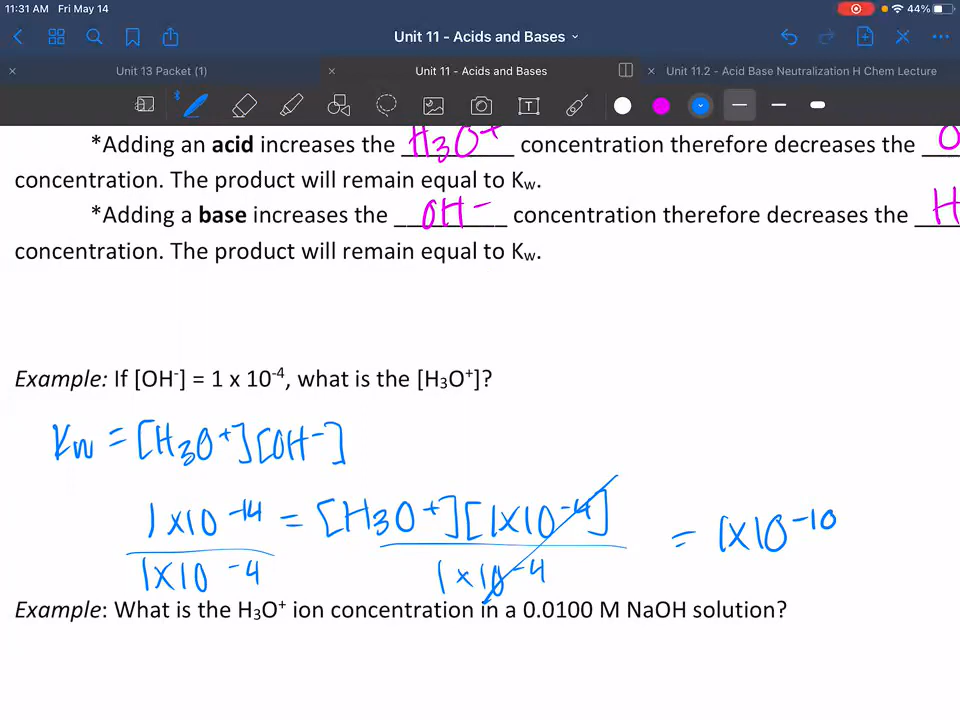 11:31 AM Fri May 14
44%
Unit 11 - Acids and Bases
Unit 13 Packet (1)
Unit 11 - Acids and Bases
Unit 11.2 - Acid Base Neutralization H Chem Lecture
T
*Adding an acid increases the H₃O⁺ concentration therefore decreases the O
concentration. The product will remain equal to Kw.
*Adding a base increases the OH⁻ concentration therefore decreases the H
concentration. The product will remain equal to Kw.
Example: If [OH⁻] = 1 x 10⁻⁴, what is the [H₃O⁺]?
Kw = [H₃O⁺][OH⁻]
1x10⁻¹⁴ = [H₃O⁺][1x10⁻⁴] = 1x10⁻¹⁰
1x10⁻⁴ 1x10⁻⁴
Example: What is the H₃O⁺ ion concentration in a 0.0100 M NaOH solution?